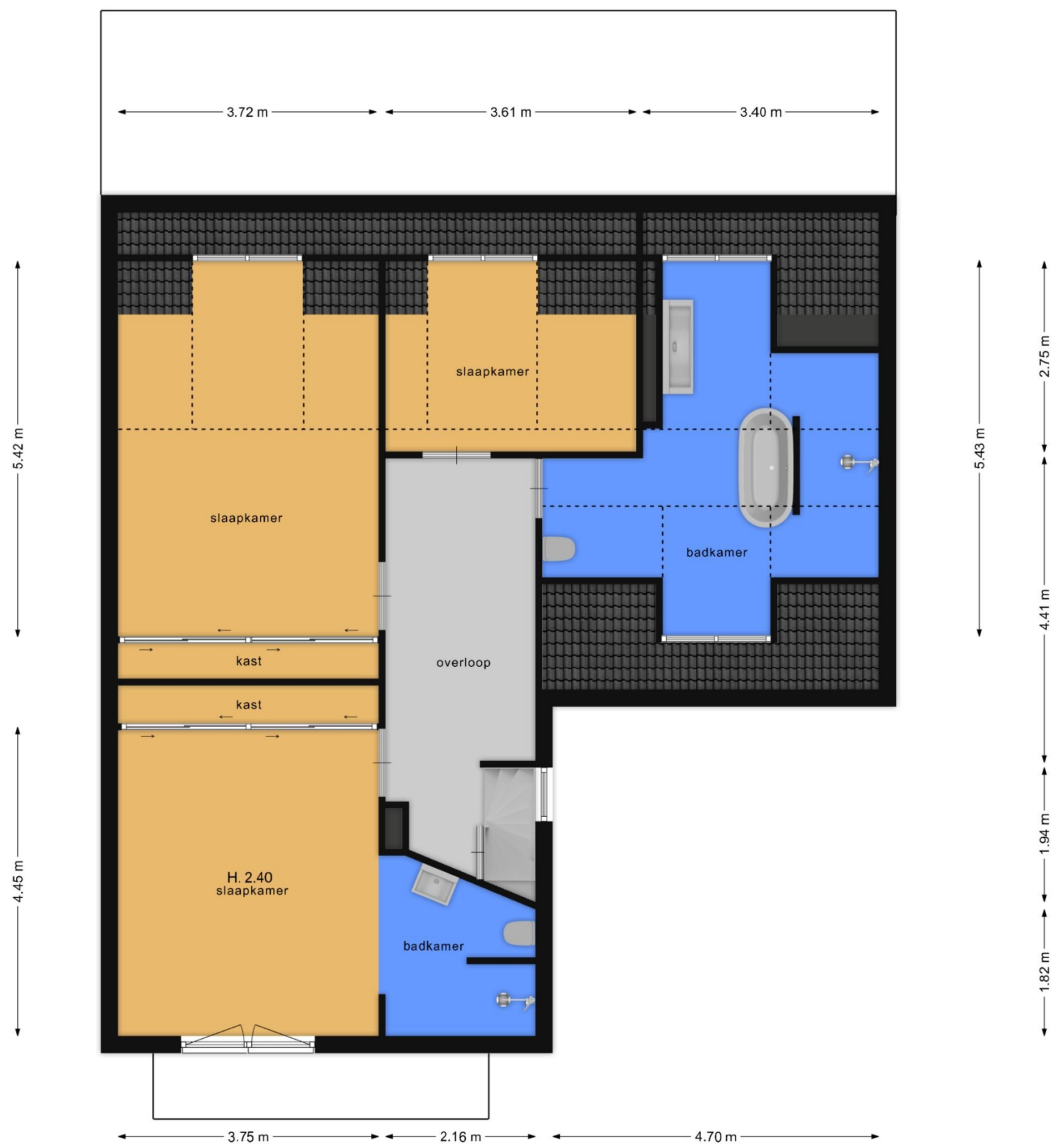 3.72 m
3.61 m
3.40 m
5.42 m
5.43 m
2.75 m
slaapkamer
slaapkamer
badkamer
4.41 m
kast
overloop
kast
1.94 m
4.45 m
H. 2.40
slaapkamer
badkamer
1.82 m
3.75 m
2.16 m
4.70 m